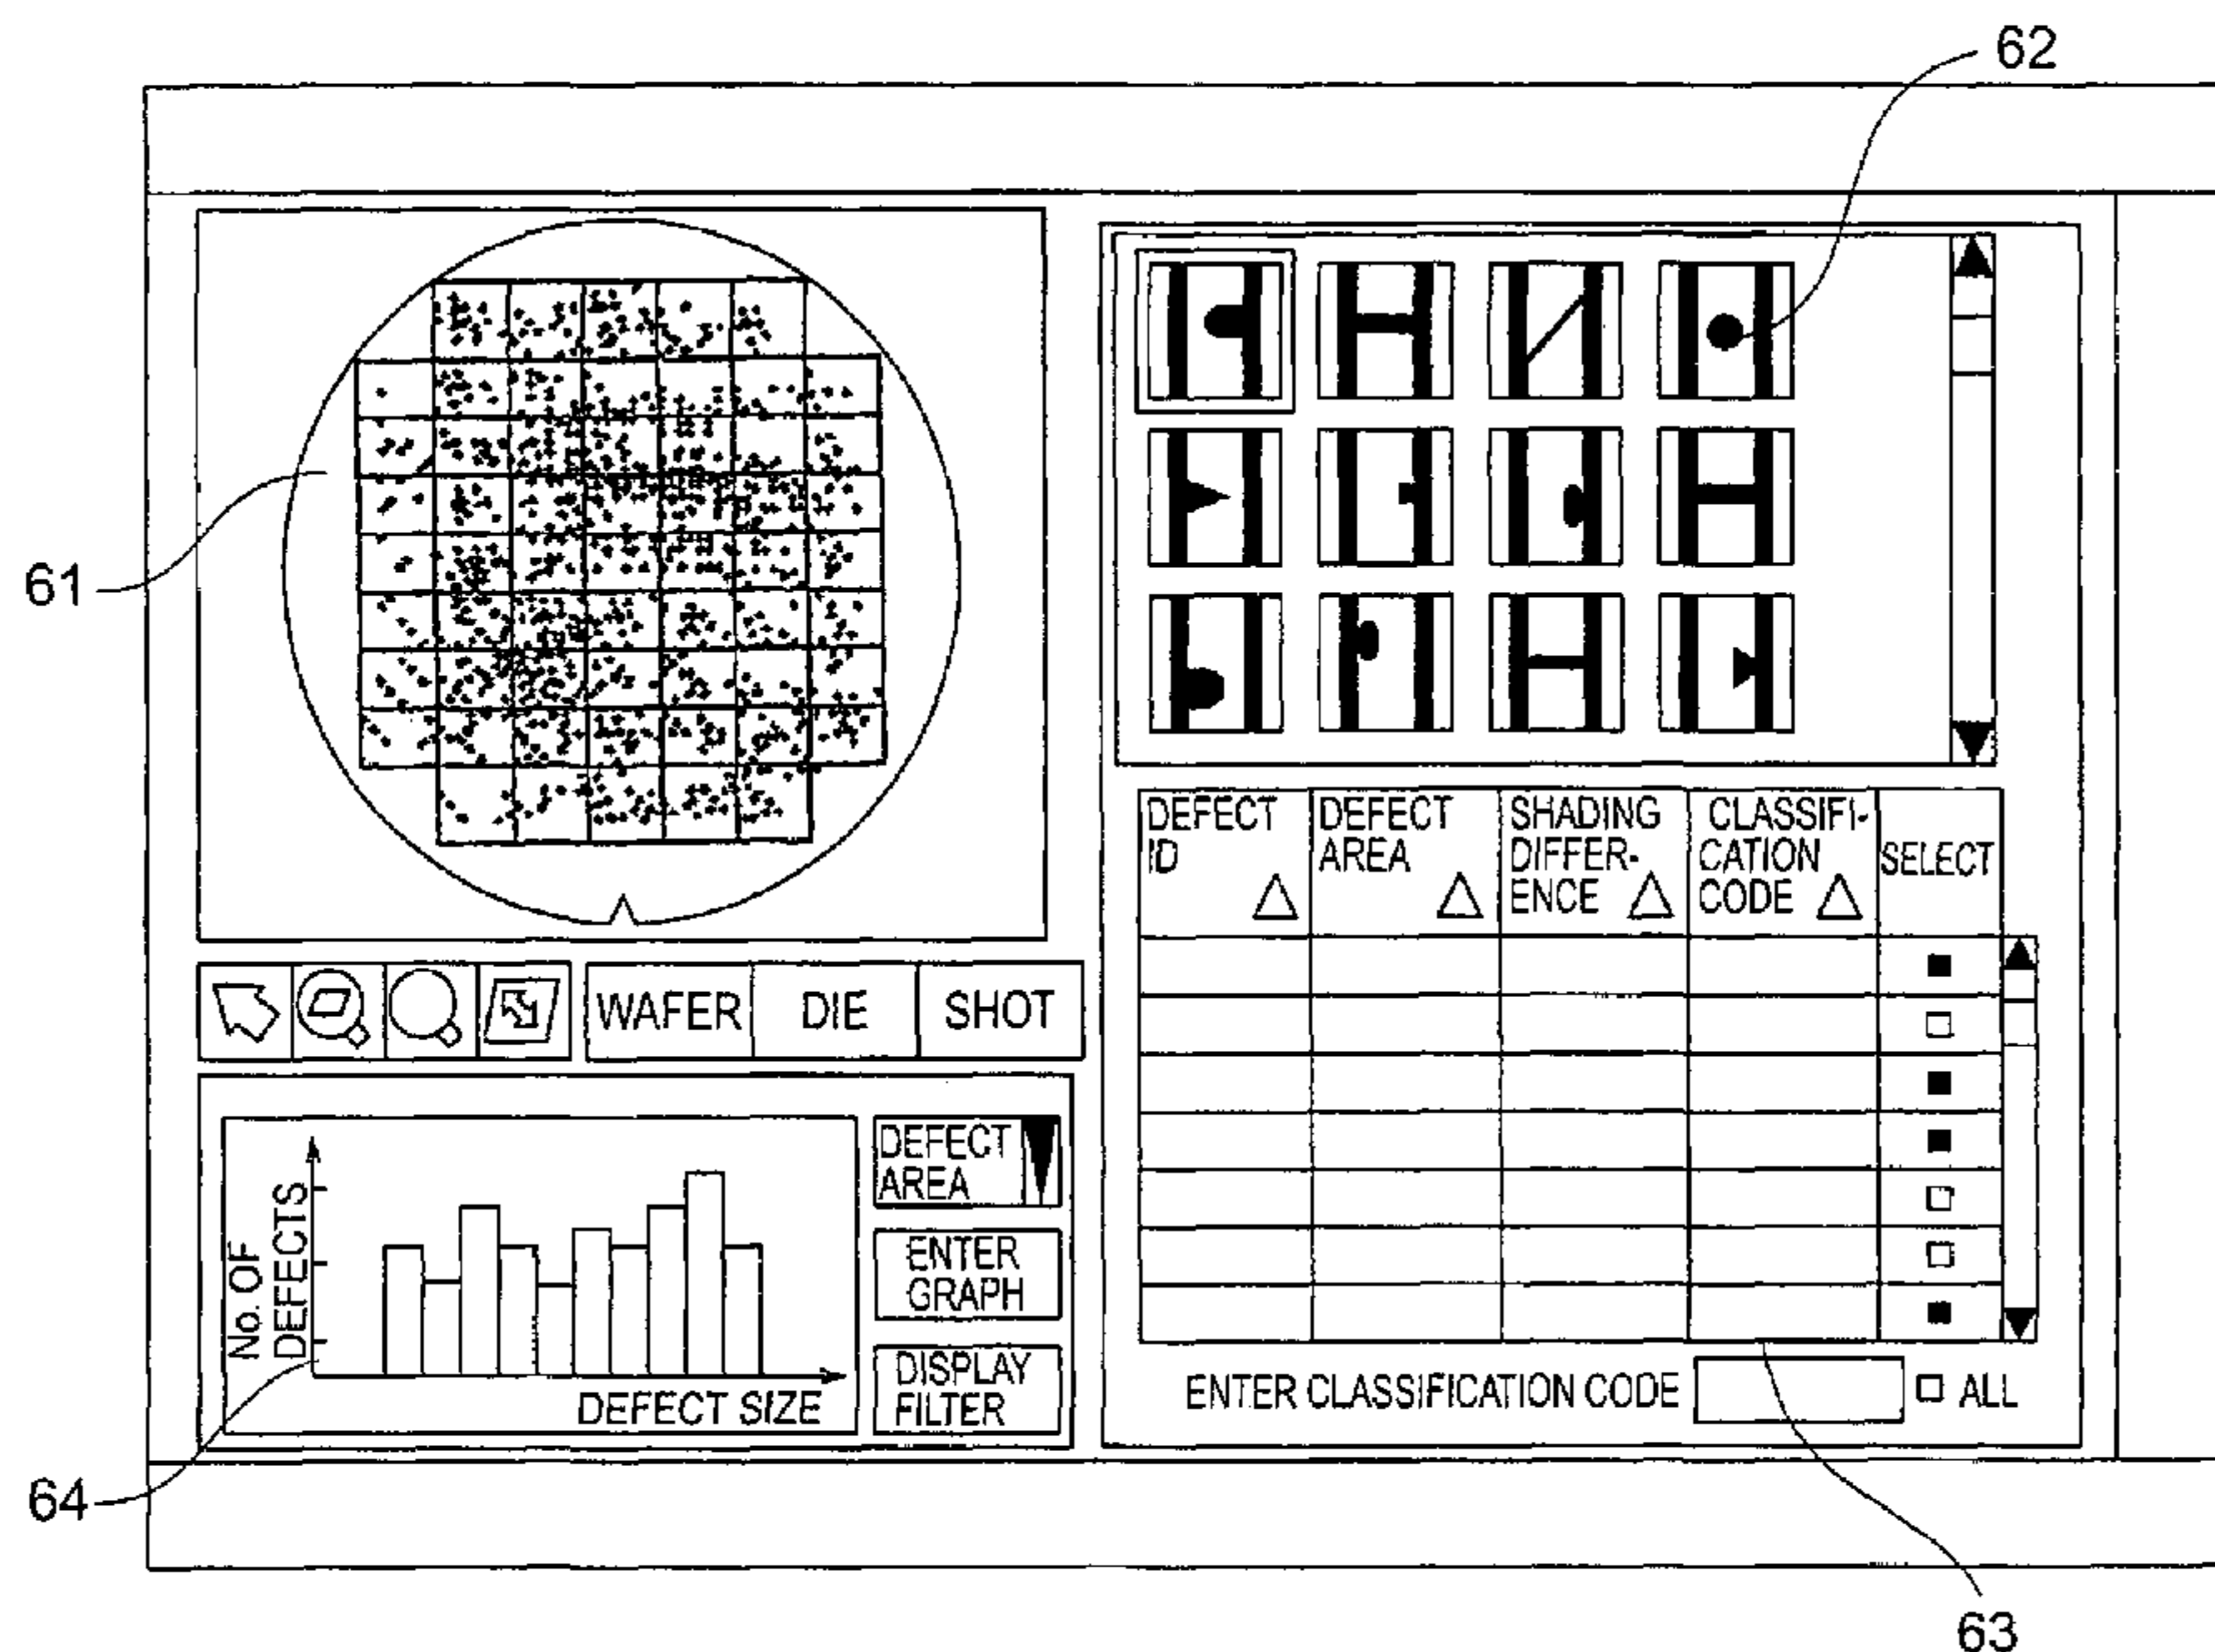 62
61
DEFECT
ID
DEFECT
AREA
SHADING
DIFFER-
ENCE
CLASSIFI-
CATION
CODE
SELECT
WAFER
DIE
SHOT
No. OF
DEFECTS
DEFECT SIZE
DEFECT
AREA
ENTER
GRAPH
DISPLAY
FILTER
ENTER CLASSIFICATION CODE
ALL
64
63